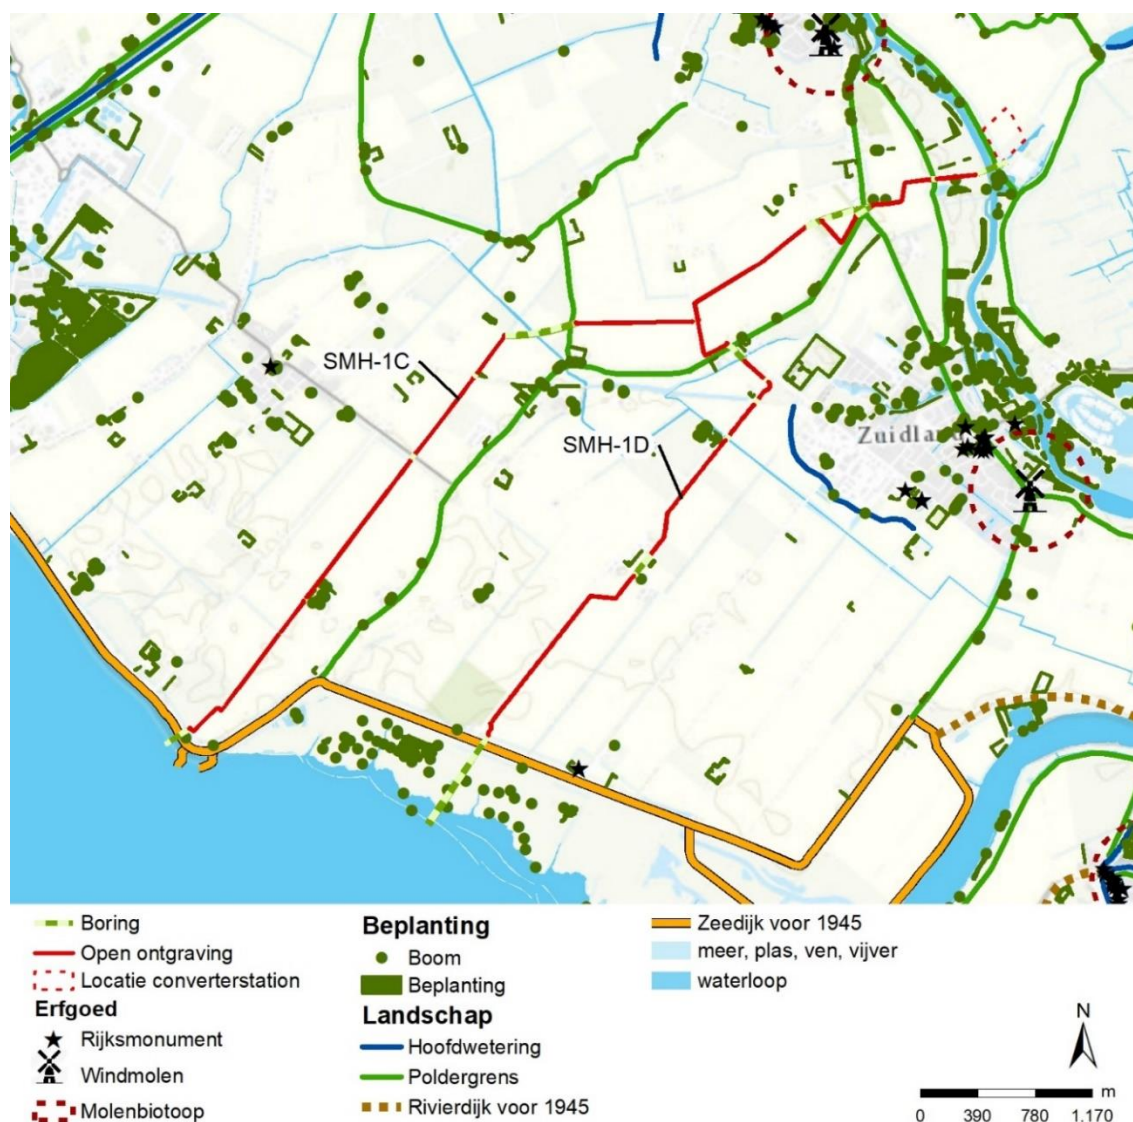 SMH-1C
SMH-1D
Zuidland
Boring
Open ontgraving
Locatie converterstation
Erfgoed
Rijksmonument
Windmolen
Molenbiotoop
Beplanting
Boom
Beplanting
Landschap
Hoofdwetering
Poldergrens
Rivierdijk voor 1945
Zeedijk voor 1945
meer, plas, ven, vijver
waterloop
N
m
0 390 780 1.170